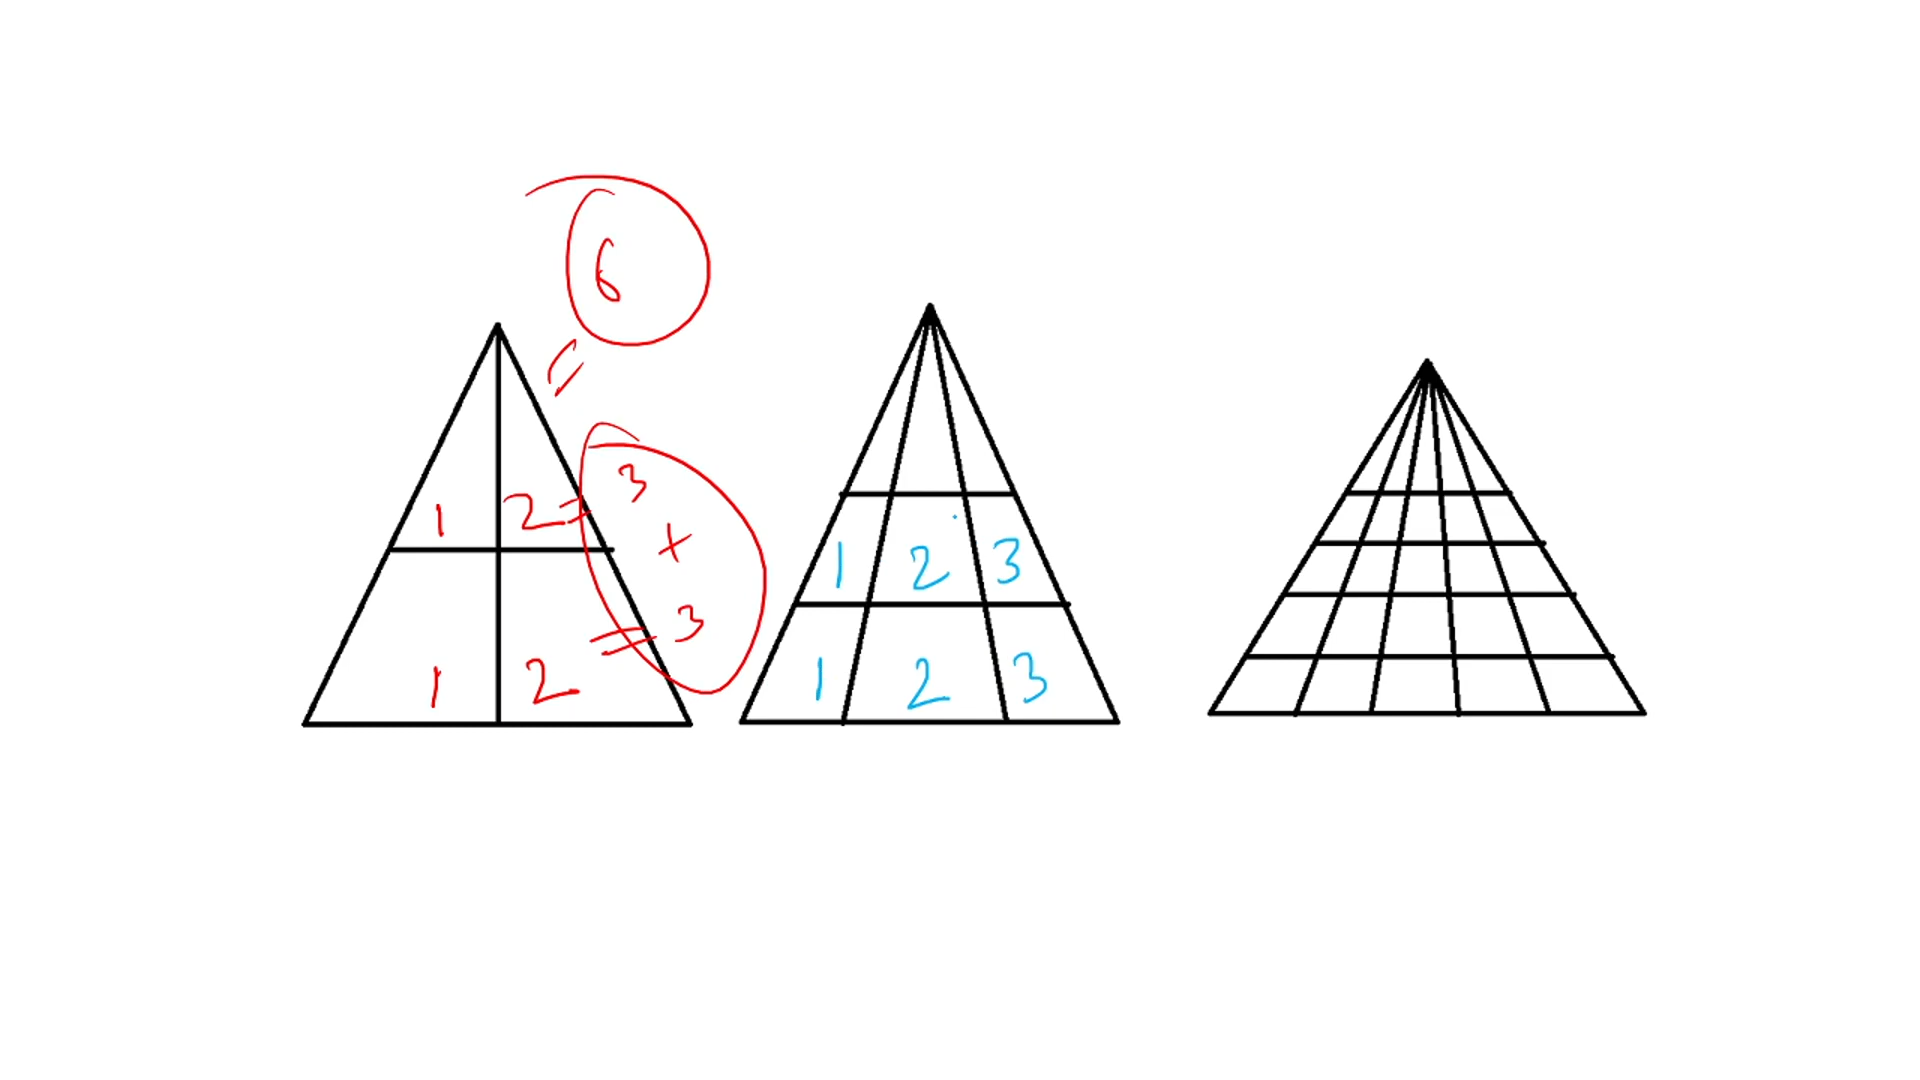 6
=
1 2 = 3
+
1 2 = 3
1 2 3
1 2 3